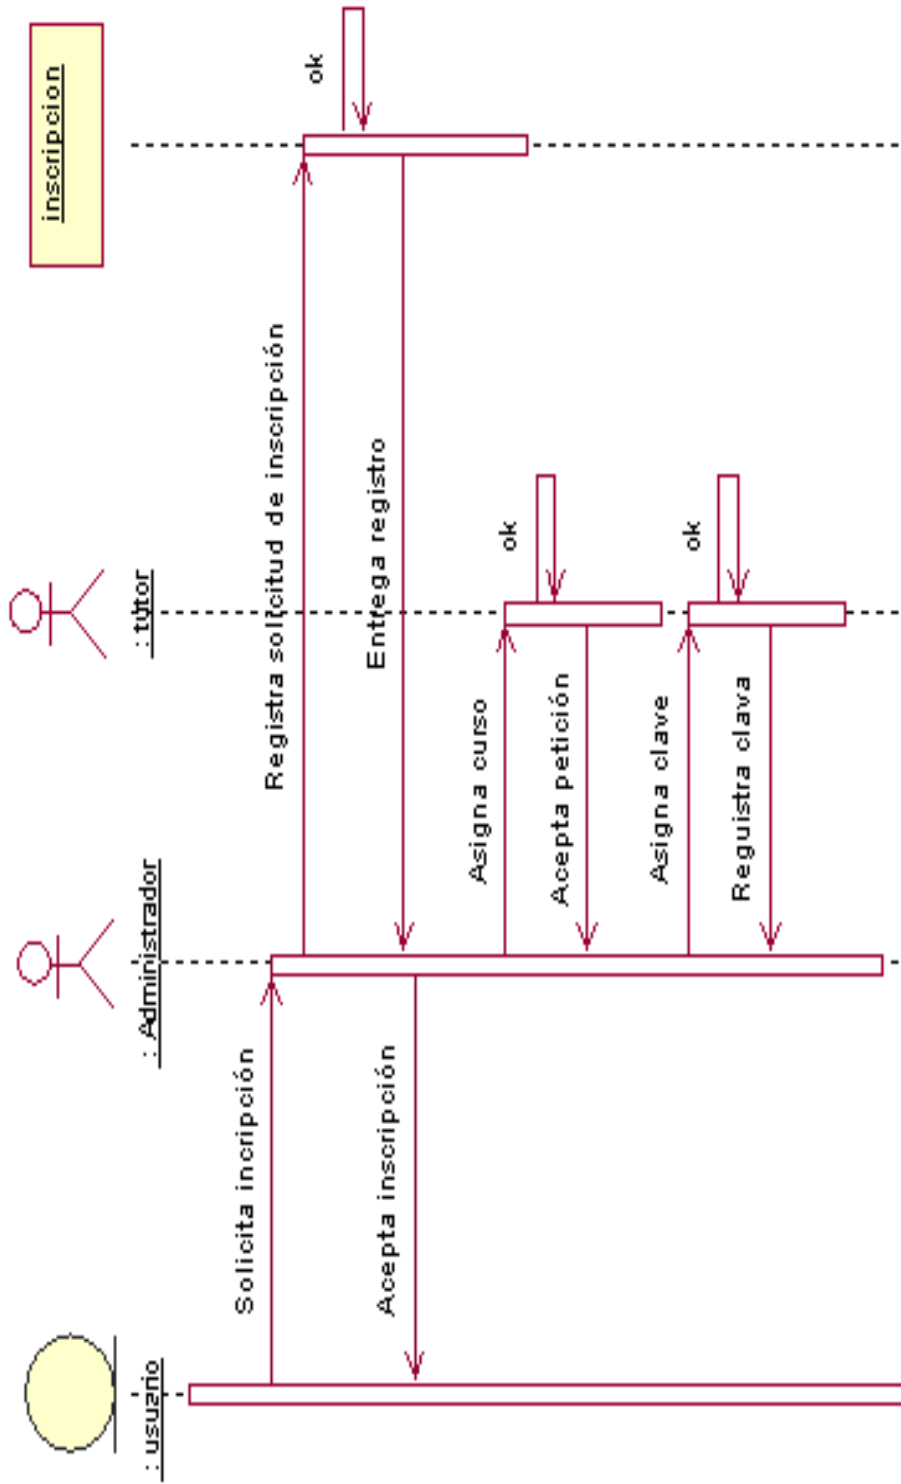 : usuario
: Administrador
: tutor
inscripcion
Solicita incripción
Registra solicitud de inscripción
ok
Entrega registro
Acepta inscripción
Asigna curso
ok
Acepta petición
Asigna clave
ok
Reguistra clava